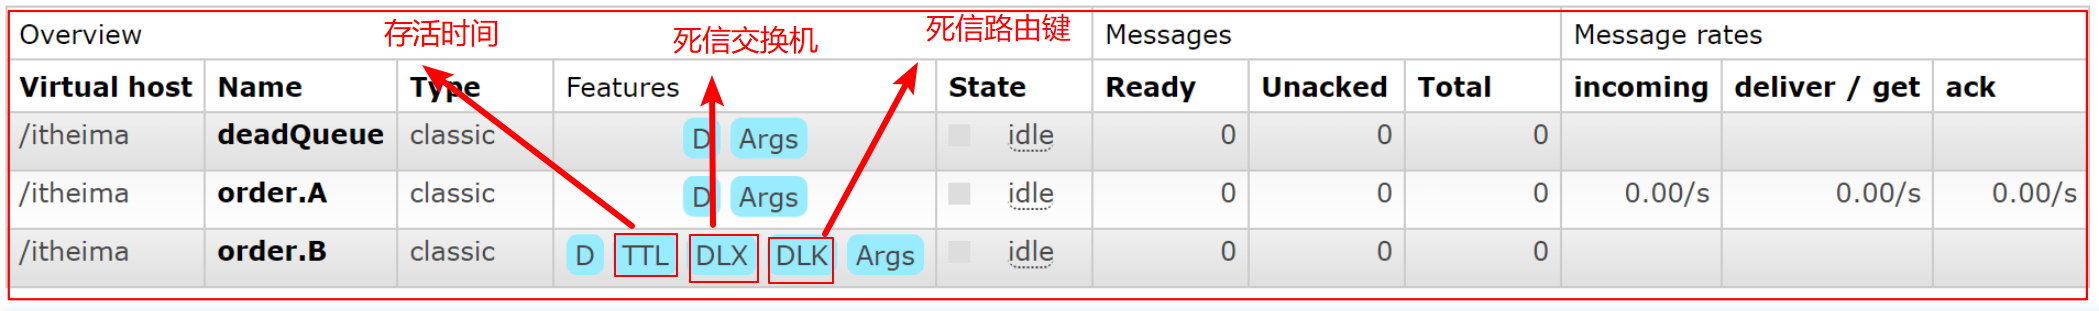 存活时间 死信交换机 死信路由键
Overview Messages Message rates
Virtual host Name Type Features State Ready Unacked Total incoming deliver / get ack
/itheima deadQueue classic D Args idle 0 0 0
/itheima order.A classic D Args idle 0 0 0 0.00/s 0.00/s 0.00/s
/itheima order.B classic D TTL DLX DLK Args idle 0 0 0